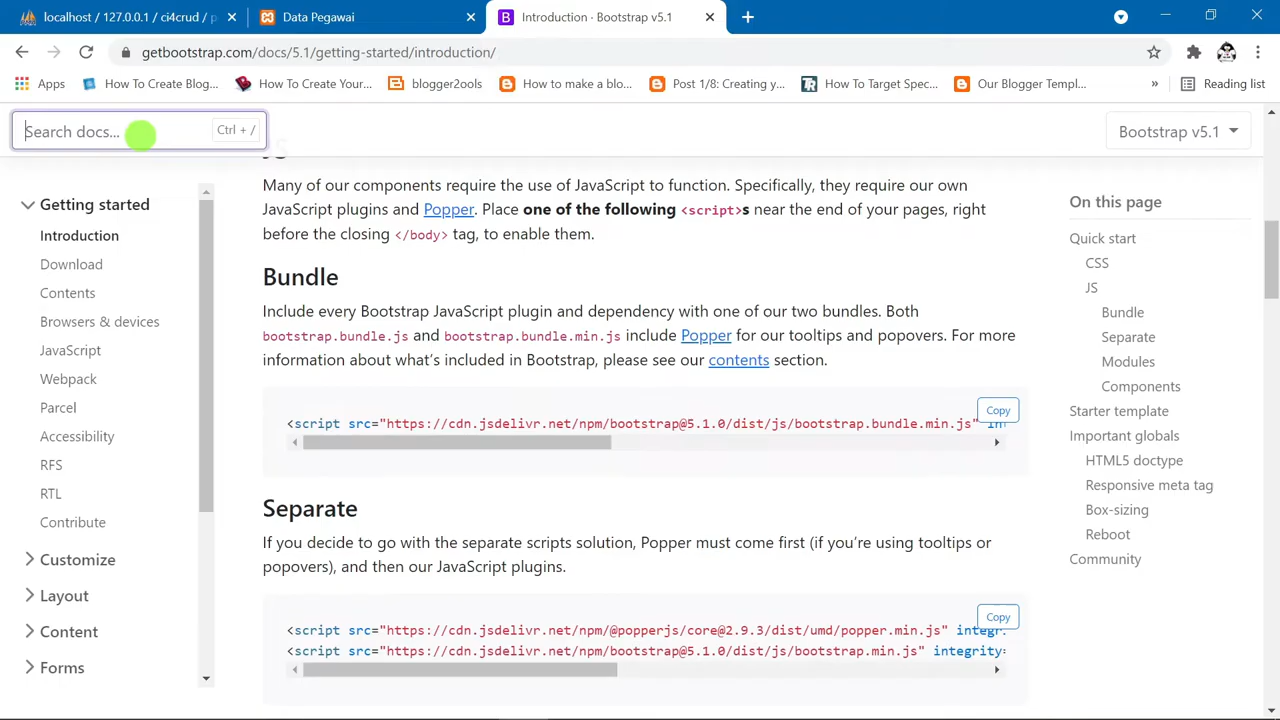 localhost / 127.0.0.1 / ci4crud / p
Data Pegawai
Introduction · Bootstrap v5.1
getbootstrap.com/docs/5.1/getting-started/introduction/
Apps
How To Create Blog...
How To Create Your...
blogger2ools
How to make a blo...
Post 1/8: Creating y...
How To Target Spec...
Our Blogger Templ...
»
Reading list
Search docs...
Ctrl + /
Bootstrap v5.1
Getting started
Introduction
Download
Contents
Browsers & devices
JavaScript
Webpack
Parcel
Accessibility
RFS
RTL
Contribute
Customize
Layout
Content
Forms
JS
Many of our components require the use of JavaScript to function. Specifically, they require our own
JavaScript plugins and Popper. Place one of the following <script>s near the end of your pages, right
before the closing </body> tag, to enable them.
Bundle
Include every Bootstrap JavaScript plugin and dependency with one of our two bundles. Both
bootstrap.bundle.js and bootstrap.bundle.min.js include Popper for our tooltips and popovers. For more
information about what's included in Bootstrap, please see our contents section.
Copy
<script src="https://cdn.jsdelivr.net/npm/bootstrap@5.1.0/dist/js/bootstrap.bundle.min.js" in
Separate
If you decide to go with the separate scripts solution, Popper must come first (if you're using tooltips or
popovers), and then our JavaScript plugins.
Copy
<script src="https://cdn.jsdelivr.net/npm/@popperjs/core@2.9.3/dist/umd/popper.min.js" integr
<script src="https://cdn.jsdelivr.net/npm/bootstrap@5.1.0/dist/js/bootstrap.min.js" integrity
On this page
Quick start
CSS
JS
Bundle
Separate
Modules
Components
Starter template
Important globals
HTML5 doctype
Responsive meta tag
Box-sizing
Reboot
Community